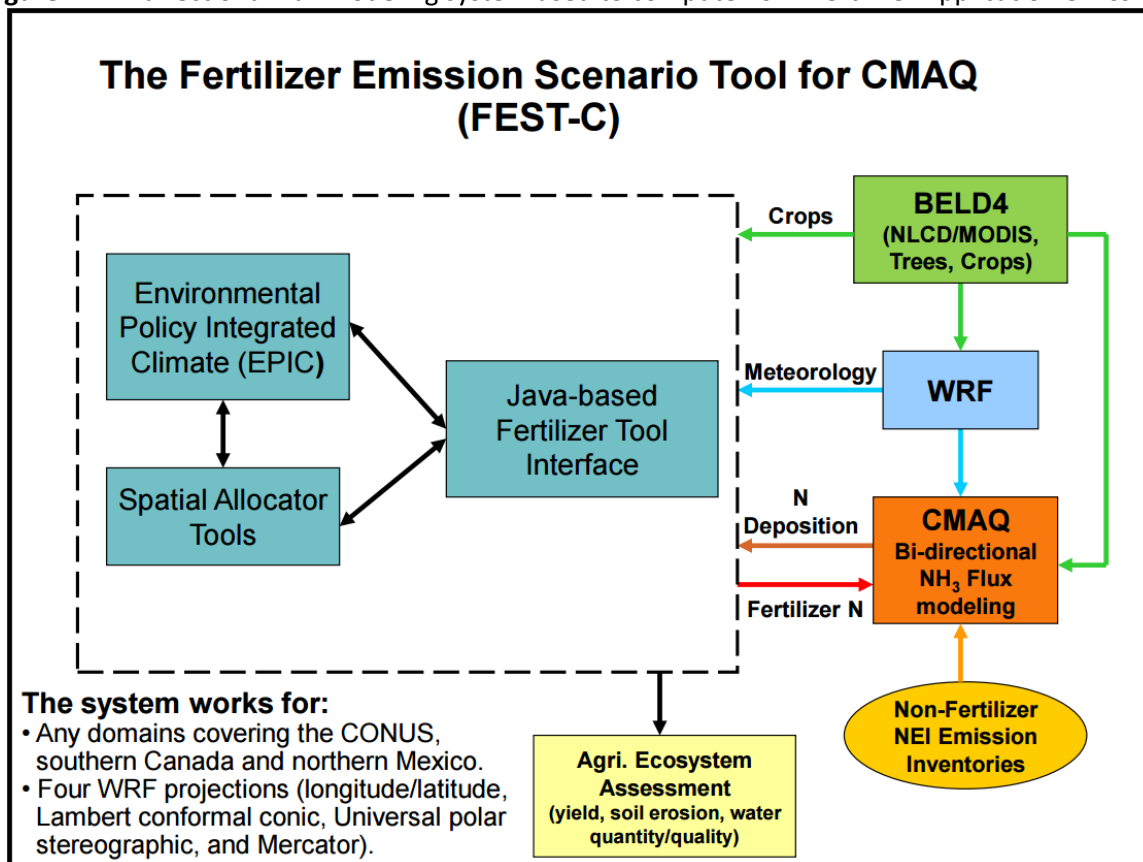 The Fertilizer Emission Scenario Tool for CMAQ
(FEST-C)
Crops
BELD4
(NLCD/MODIS,
Trees, Crops)
Environmental
Policy Integrated
Climate (EPIC)
Java-based
Fertilizer Tool
Interface
Meteorology
WRF
Spatial Allocator
Tools
N
Deposition
CMAQ
Bi-directional
NH₃ Flux
modeling
Fertilizer N
The system works for:
• Any domains covering the CONUS,
southern Canada and northern Mexico.
• Four WRF projections (longitude/latitude,
Lambert conformal conic, Universal polar
stereographic, and Mercator).
Agri. Ecosystem
Assessment
(yield, soil erosion, water
quantity/quality)
Non-Fertilizer
NEI Emission
Inventories